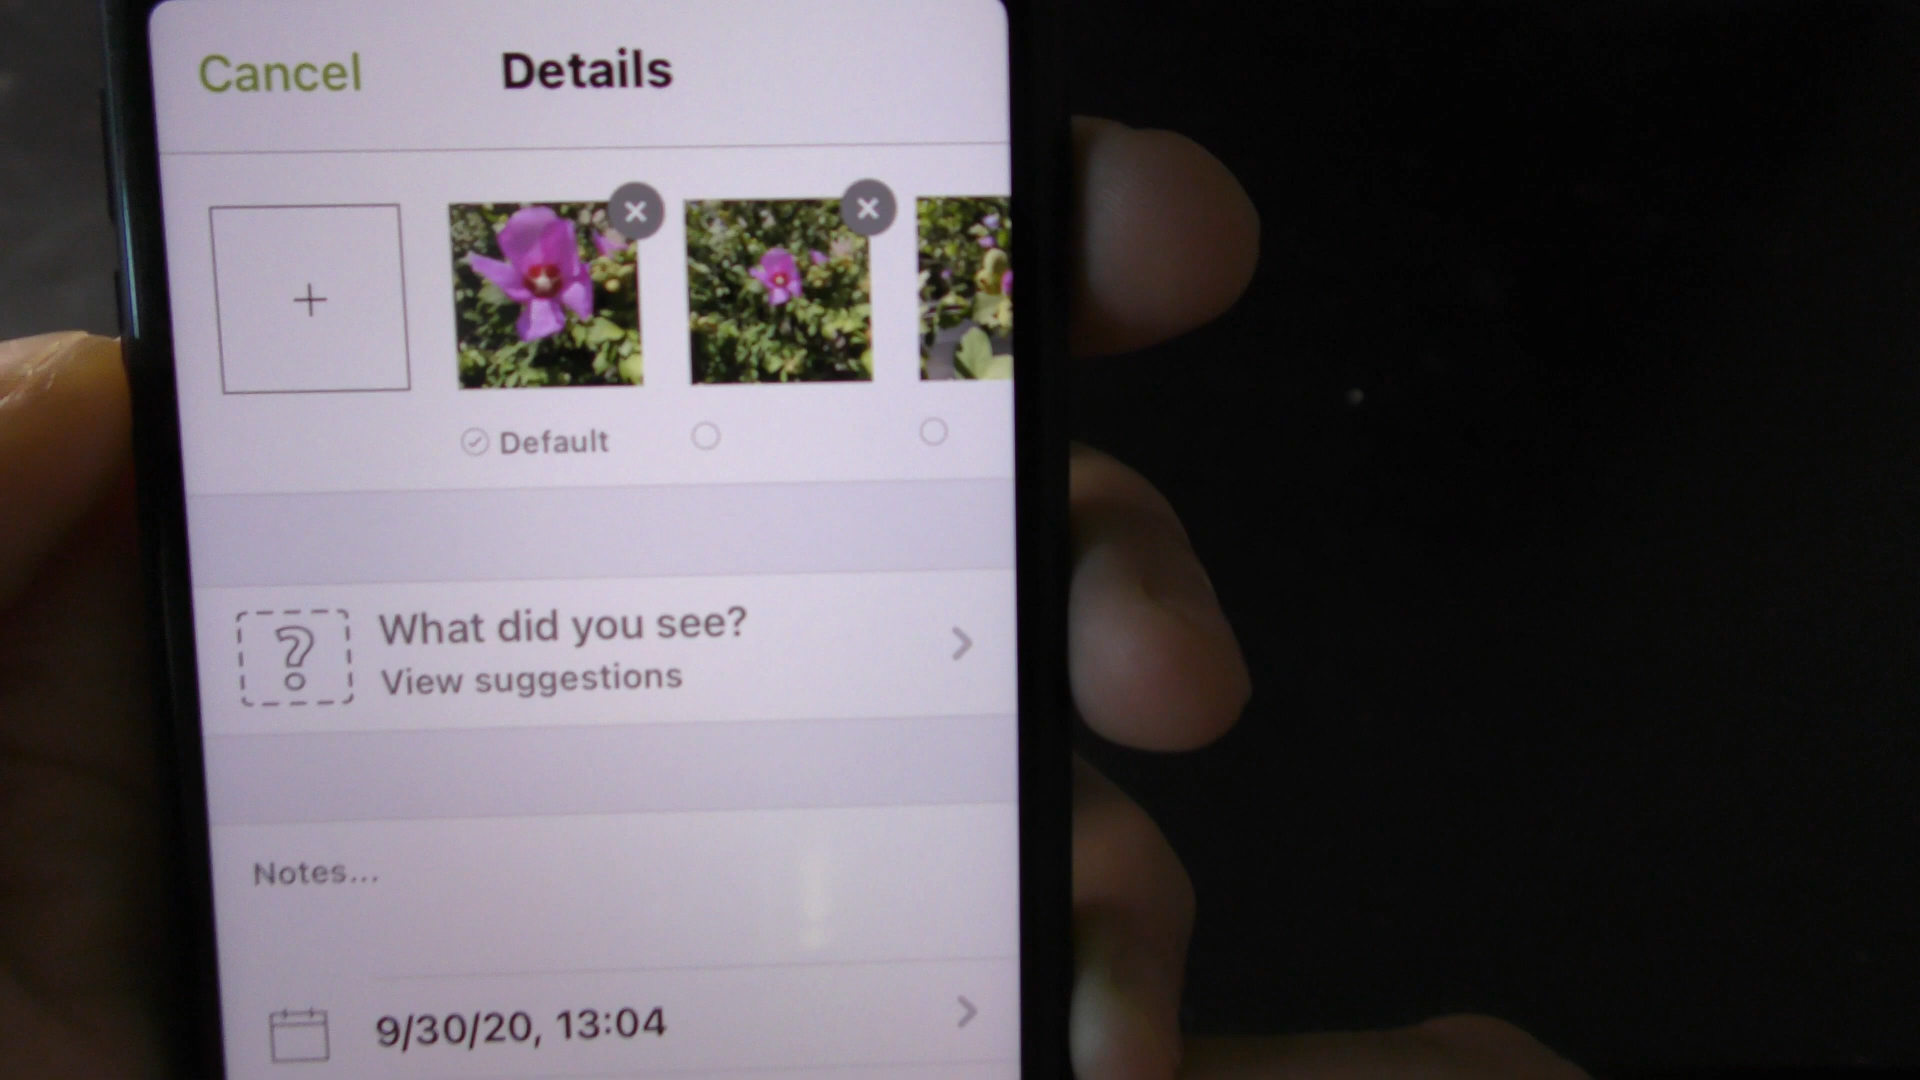 Cancel Details
Default
What did you see?
View suggestions
Notes...
9/30/20, 13:04